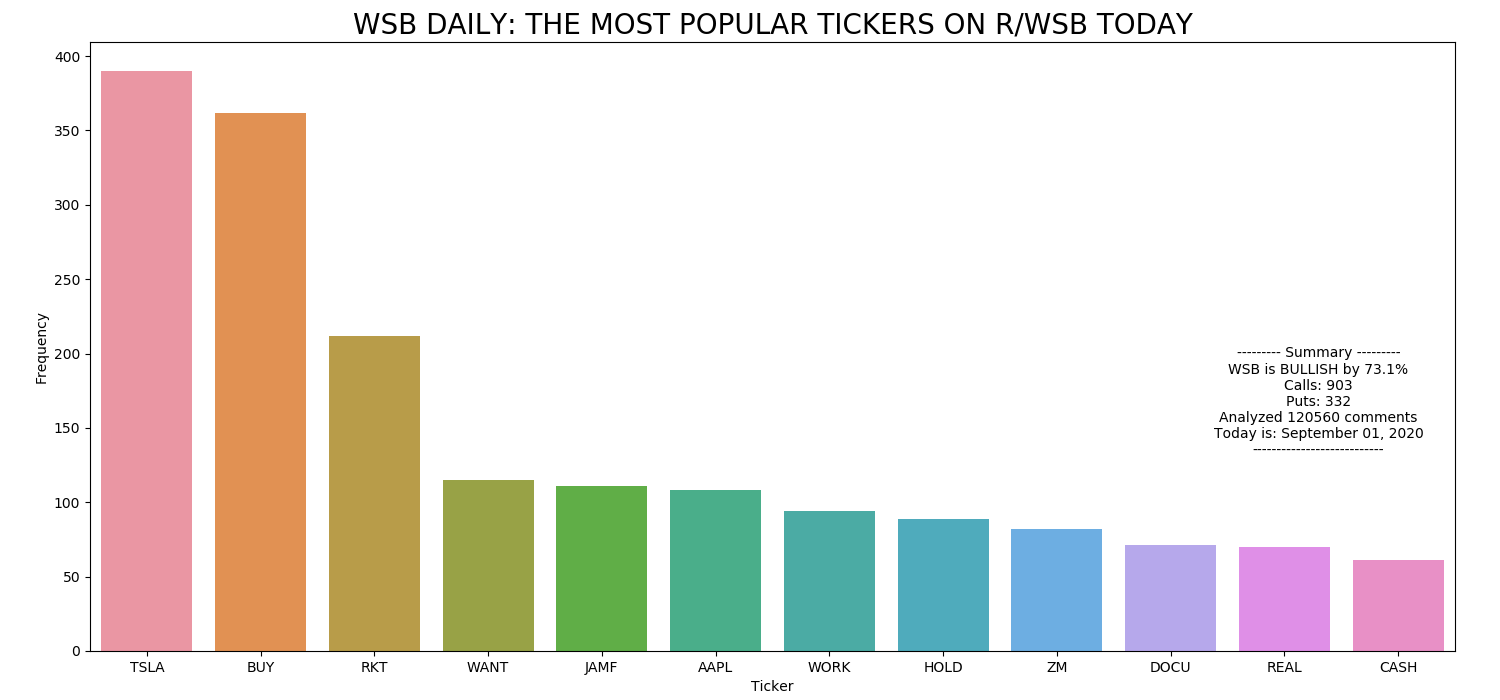 WSB DAILY: THE MOST POPULAR TICKERS ON R/WSB TODAY
400
350
300
250
200
150
100
50
0
Frequency
--------- Summary ---------
WSB is BULLISH by 73.1%
Calls: 903
Puts: 332
Analyzed 120560 comments
Today is: September 01, 2020
---------------------------
TSLA BUY RKT WANT JAMF AAPL WORK HOLD ZM DOCU REAL CASH
Ticker